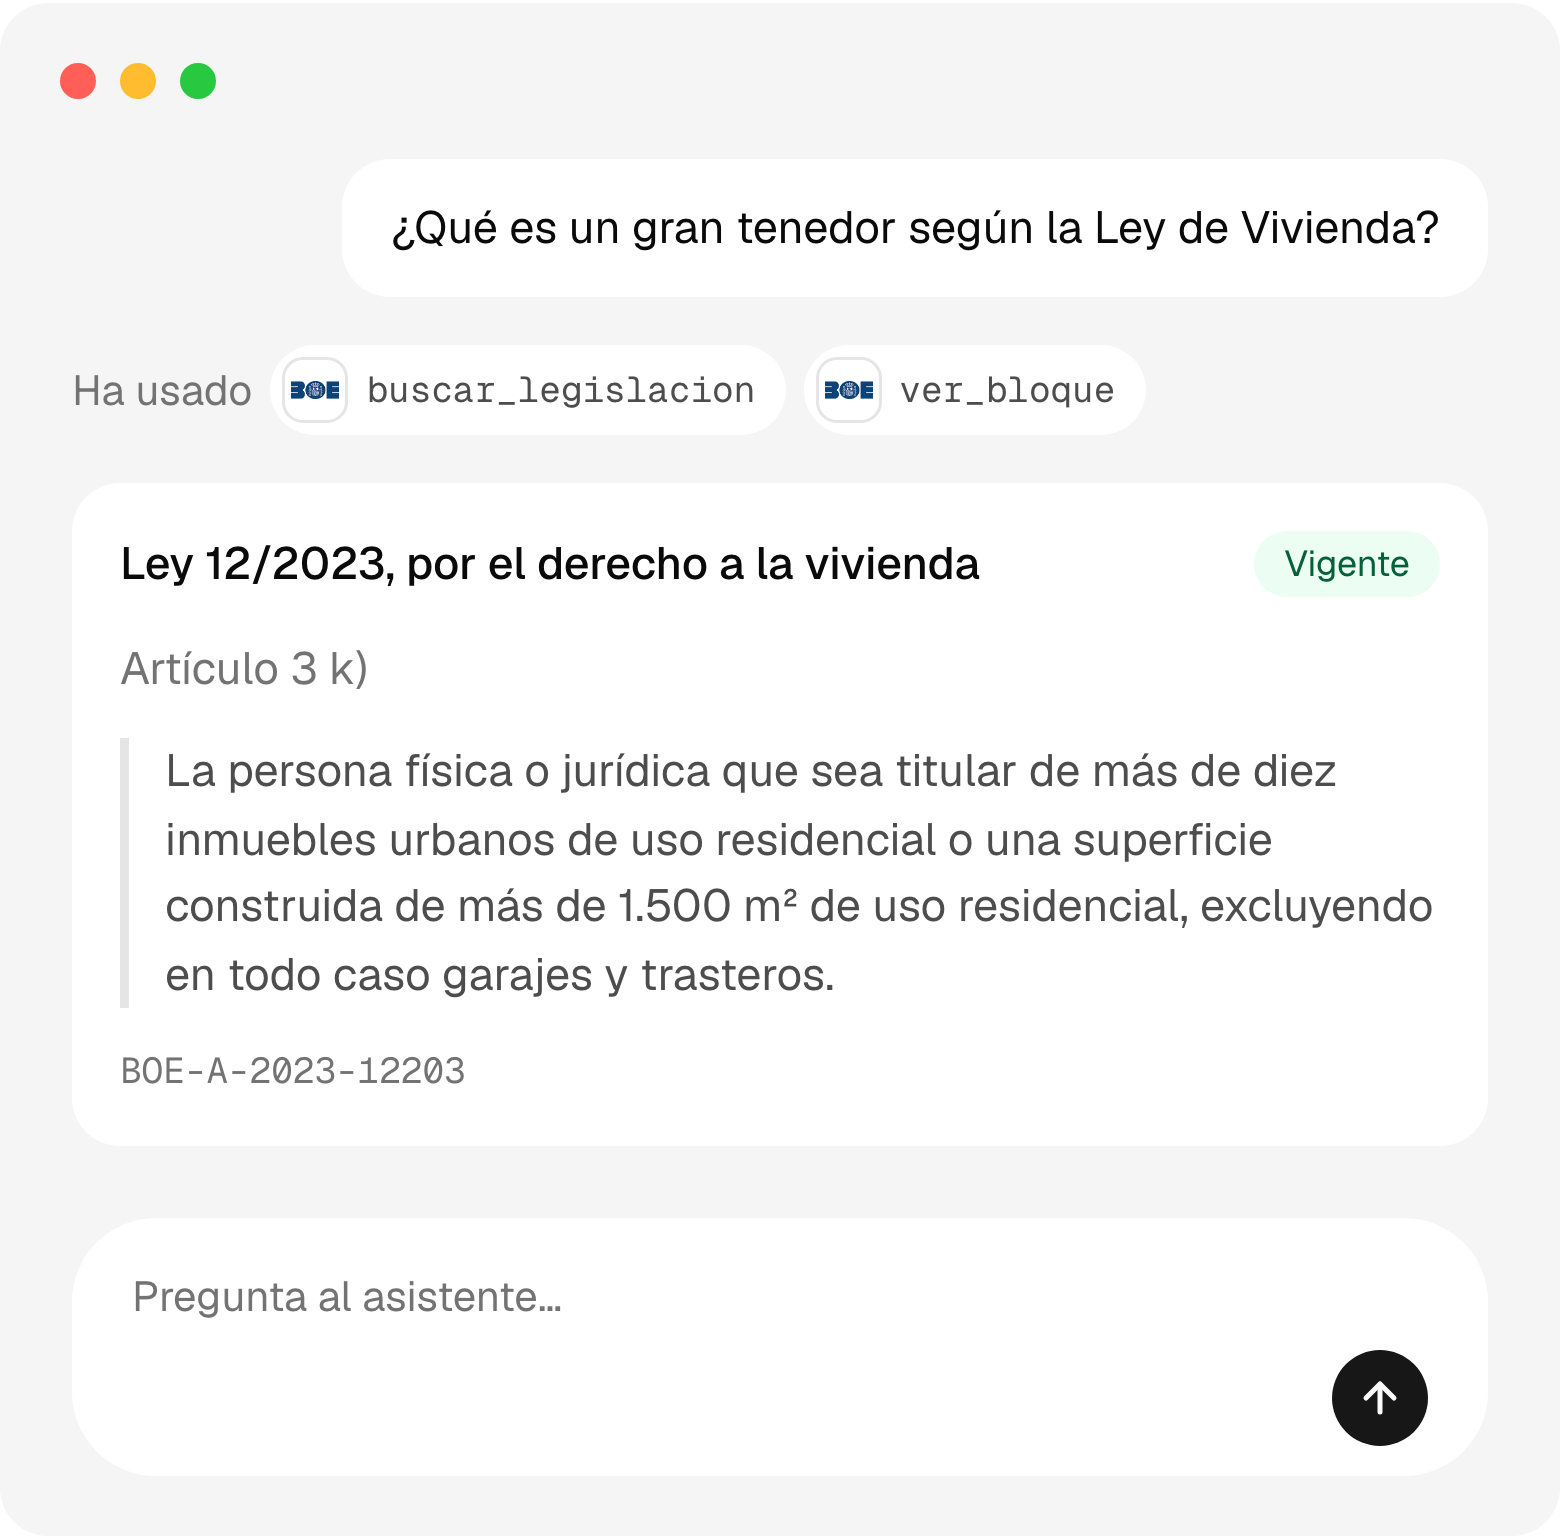 ¿Qué es un gran tenedor según la Ley de Vivienda?
Ha usado BOE buscar_legislacion BOE ver_bloque
Ley 12/2023, por el derecho a la vivienda Vigente
Artículo 3 k)
La persona física o jurídica que sea titular de más de diez
inmuebles urbanos de uso residencial o una superficie
construida de más de 1.500 m² de uso residencial, excluyendo
en todo caso garajes y trasteros.
BOE-A-2023-12203
Pregunta al asistente…